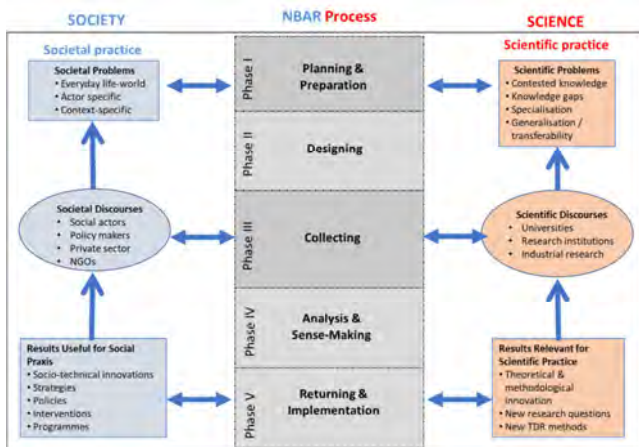 SOCIETY
NBAR Process
SCIENCE
Societal practice
Scientific practice
Societal Problems
• Everyday life-world
• Actor specific
• Context-specific
Phase I
Planning &
Preparation
Scientific Problems
• Contested knowledge
• Knowledge gaps
• Specialisation
• Generalisation /
transferability
Phase II
Designing
Societal Discourses
• Social actors
• Policy makers
• Private sector
• NGOs
Phase III
Collecting
Scientific Discourses
• Universities
• Research institutions
• Industrial research
Phase IV
Analysis &
Sense-Making
Results Useful for Social
Praxis
• Socio-technical innovations
• Strategies
• Policies
• Interventions
• Programmes
Phase V
Returning &
Implementation
Results Relevant for
Scientific Practice
• Theoretical &
methodological
innovation
• New research questions
• New TDR methods